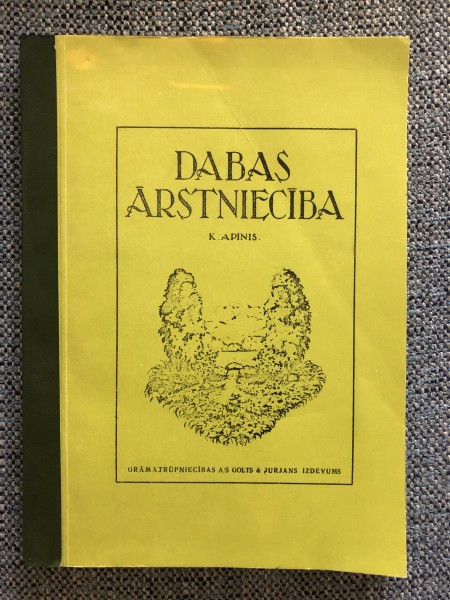 DABAS
ĀRSTNIECĪBA
K. APINIS.
GRĀMATRŪPNIECĪBAS A/S GOLTS & JURJANS IZDEVUMS